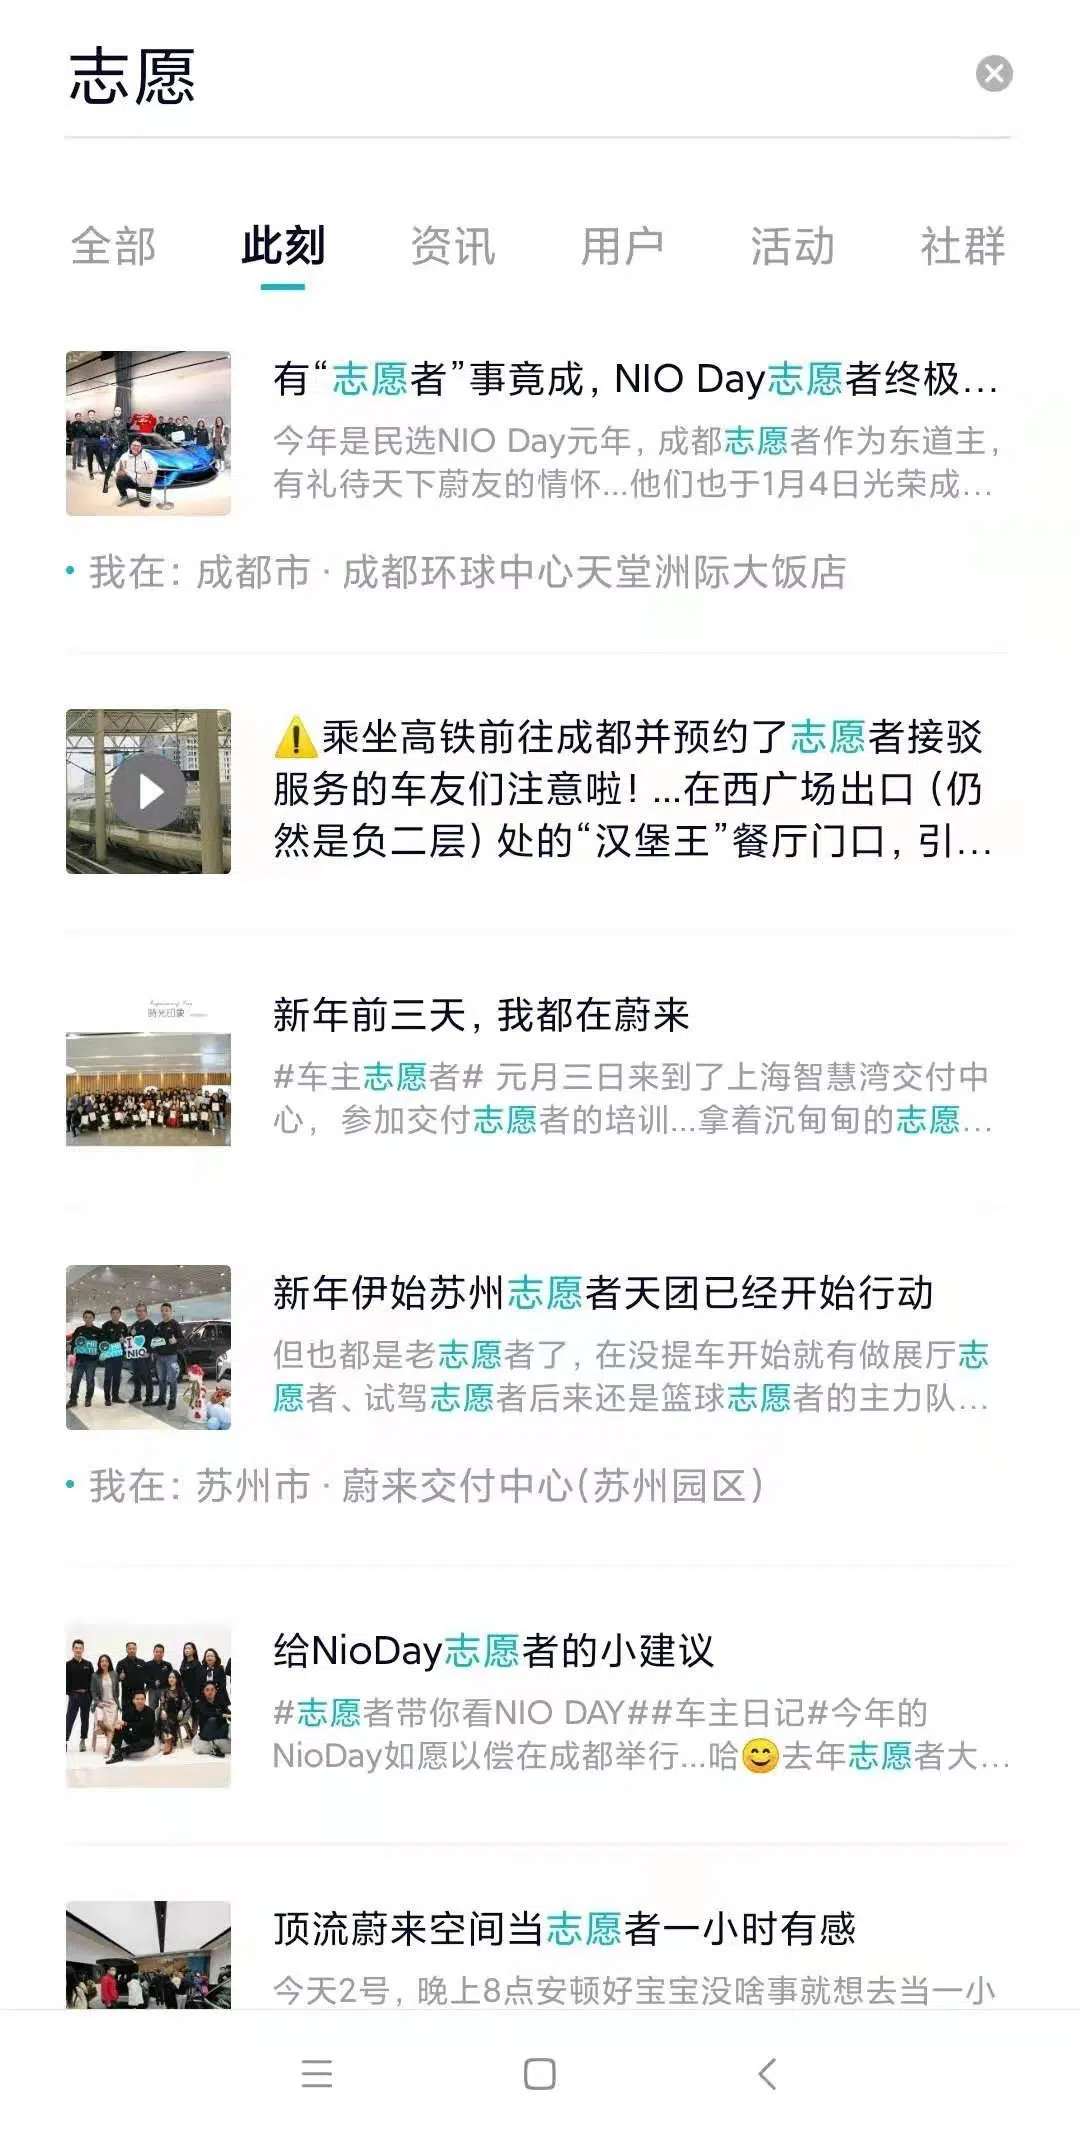 志愿
全部 此刻 资讯 用户 活动 社群
有“志愿者”事竟成，NIO Day志愿者终极...
今年是民选NIO Day元年，成都志愿者作为东道主，
有礼待天下蔚友的情怀...他们也于1月4日光荣成...
我在：成都市 · 成都环球中心天堂洲际大饭店
⚠️乘坐高铁前往成都并预约了志愿者接驳
服务的车友们注意啦！...在西广场出口（仍
然是负二层）处的“汉堡王”餐厅门口，引...
時光印象
新年前三天，我都在蔚来
#车主志愿者# 元月三日来到了上海智慧湾交付中
心， 参加交付志愿者的培训...拿着沉甸甸的志愿...
I NIO
新年伊始苏州志愿者天团已经开始行动
但也都是老志愿者了，在没提车开始就有做展厅志
愿者、试驾志愿者后来还是篮球志愿者的主力队...
我在：苏州市 · 蔚来交付中心（苏州园区）
给NioDay志愿者的小建议
#志愿者带你看NIO DAY##车主日记#今年的
NioDay如愿以偿在成都举行...哈😊去年志愿者大...
顶流蔚来空间当志愿者一小时有感
今天2号，晚上8点安顿好宝宝没啥事就想去当一小